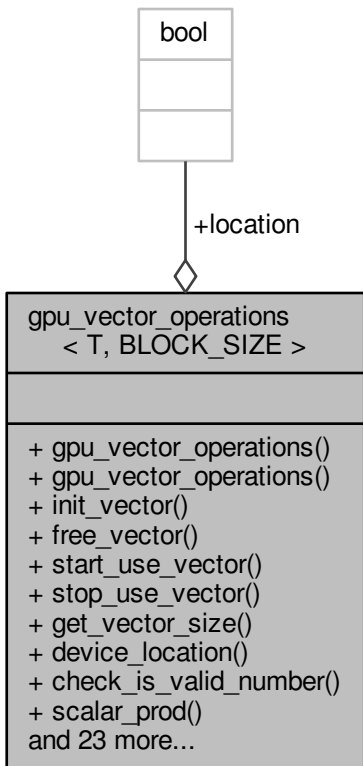 bool
+location
gpu_vector_operations
< T, BLOCK_SIZE >
+ gpu_vector_operations()
+ gpu_vector_operations()
+ init_vector()
+ free_vector()
+ start_use_vector()
+ stop_use_vector()
+ get_vector_size()
+ device_location()
+ check_is_valid_number()
+ scalar_prod()
and 23 more...